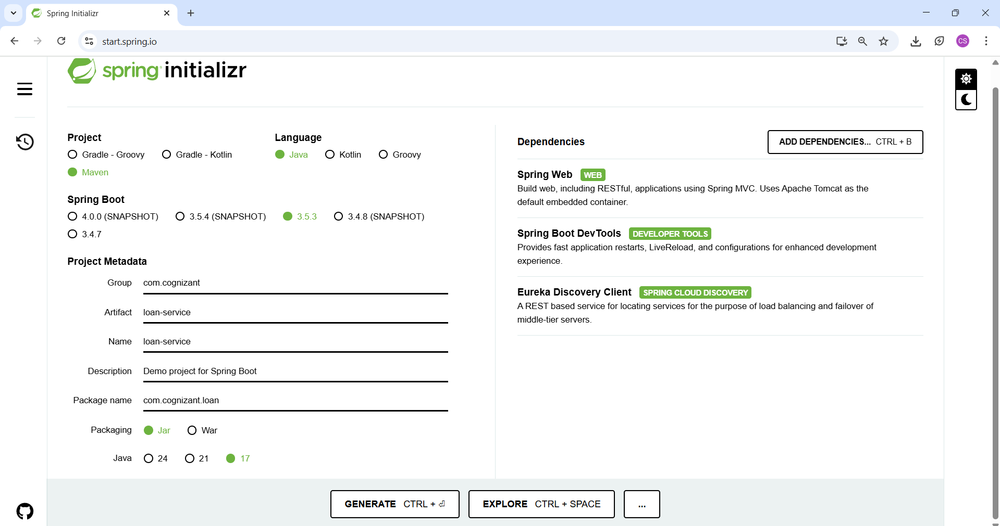 Spring Initializr
start.spring.io
CS
spring initializr
Project
Gradle - Groovy
Gradle - Kotlin
Maven
Language
Java
Kotlin
Groovy
Spring Boot
4.0.0 (SNAPSHOT)
3.5.4 (SNAPSHOT)
3.5.3
3.4.8 (SNAPSHOT)
3.4.7
Project Metadata
Group com.cognizant
Artifact loan-service
Name loan-service
Description Demo project for Spring Boot
Package name com.cognizant.loan
Packaging Jar War
Java 24 21 17
Dependencies
ADD DEPENDENCIES... CTRL + B
Spring Web WEB
Build web, including RESTful, applications using Spring MVC. Uses Apache Tomcat as the
default embedded container.
Spring Boot DevTools DEVELOPER TOOLS
Provides fast application restarts, LiveReload, and configurations for enhanced development
experience.
Eureka Discovery Client SPRING CLOUD DISCOVERY
A REST based service for locating services for the purpose of load balancing and failover of
middle-tier servers.
GENERATE CTRL + ⏎
EXPLORE CTRL + SPACE
...